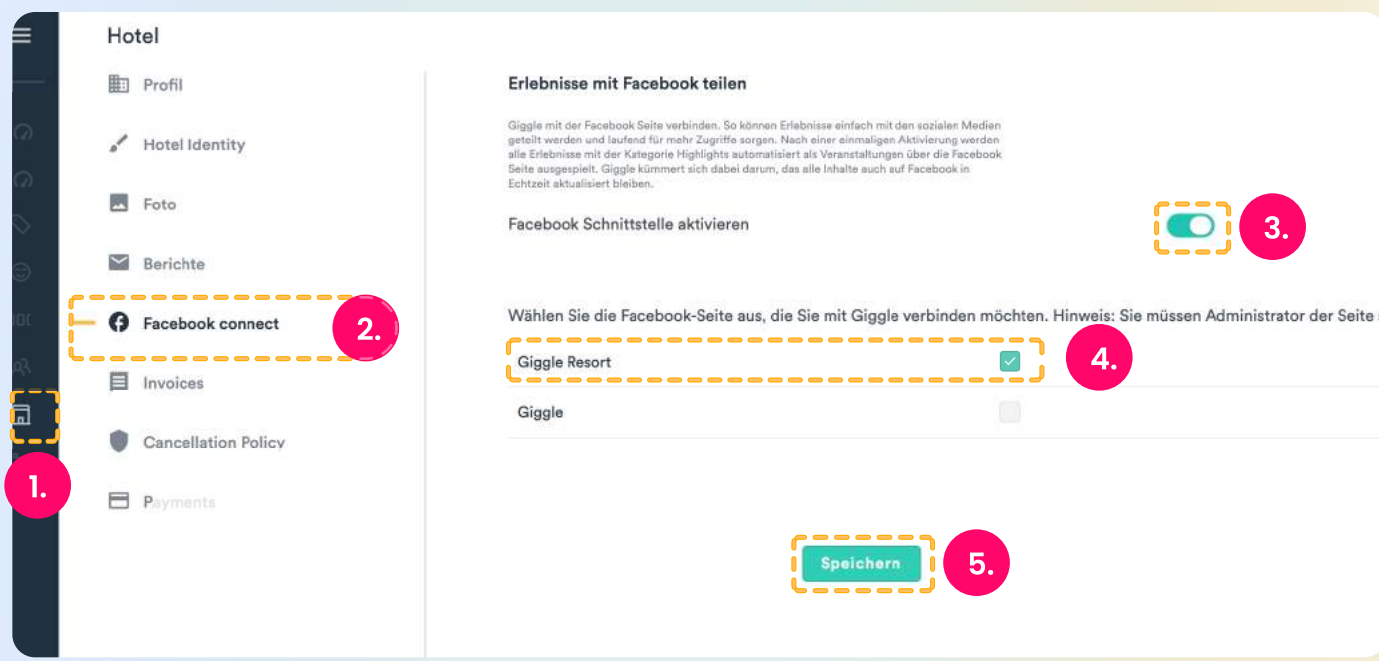 Hotel
Profil
Hotel Identity
Foto
Berichte
Facebook connect
2.
Invoices
Cancellation Policy
Payments
1.
Erlebnisse mit Facebook teilen
Giggle mit der Facebook Seite verbinden. So können Erlebnisse einfach mit den sozialen Medien
geteilt werden und laufend für mehr Zugriffe sorgen. Nach einer einmaligen Aktivierung werden
alle Erlebnisse mit der Kategorie Highlights automatisiert als Veranstaltungen über die Facebook
Seite ausgespielt. Giggle kümmert sich dabei darum, das alle Inhalte auch auf Facebook in
Echtzeit aktualisiert bleiben.
Facebook Schnittstelle aktivieren
3.
Wählen Sie die Facebook-Seite aus, die Sie mit Giggle verbinden möchten. Hinweis: Sie müssen Administrator der Seite
Giggle Resort
4.
Giggle
Speichern
5.